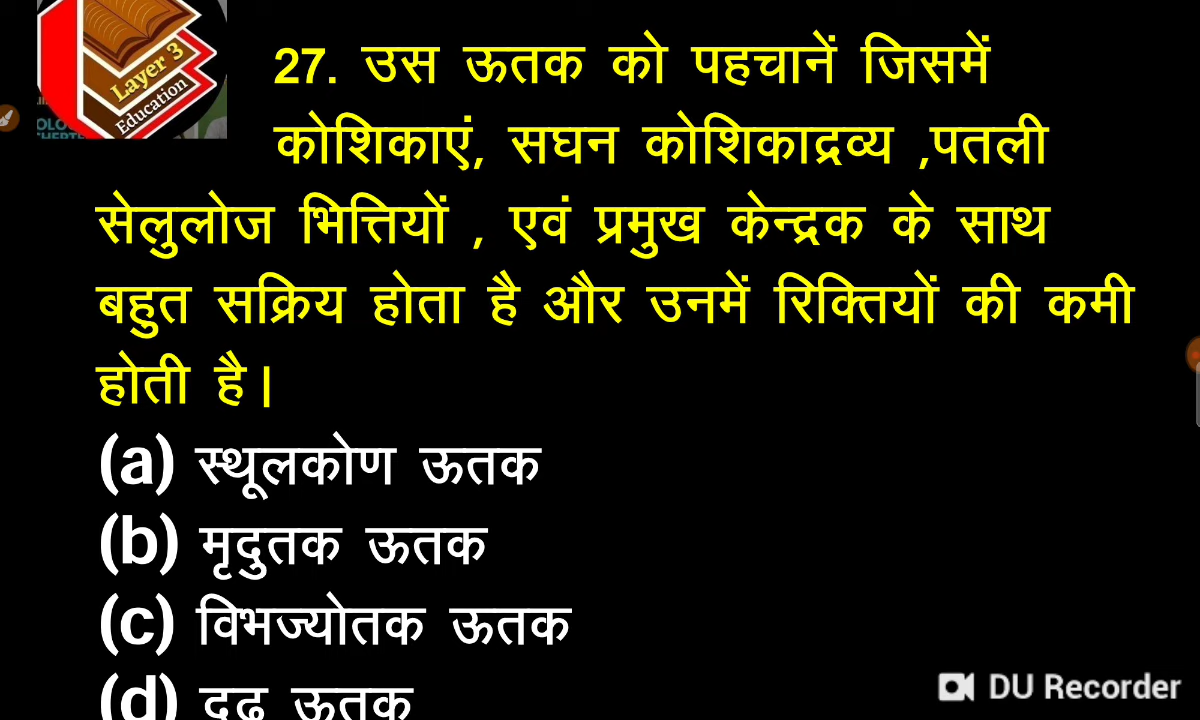 Layer 3
Education
27. उस ऊतक को पहचानें जिसमें
कोशिकाएं, सघन कोशिकाद्रव्य ,पतली
सेलुलोज भित्तियों , एवं प्रमुख केन्द्रक के साथ
बहुत सक्रिय होता है और उनमें रिक्तियों की कमी
होती है।
(a) स्थूलकोण ऊतक
(b) मृदुतक ऊतक
(c) विभज्योतक ऊतक
(d) दृढ़ ऊतक
DU Recorder